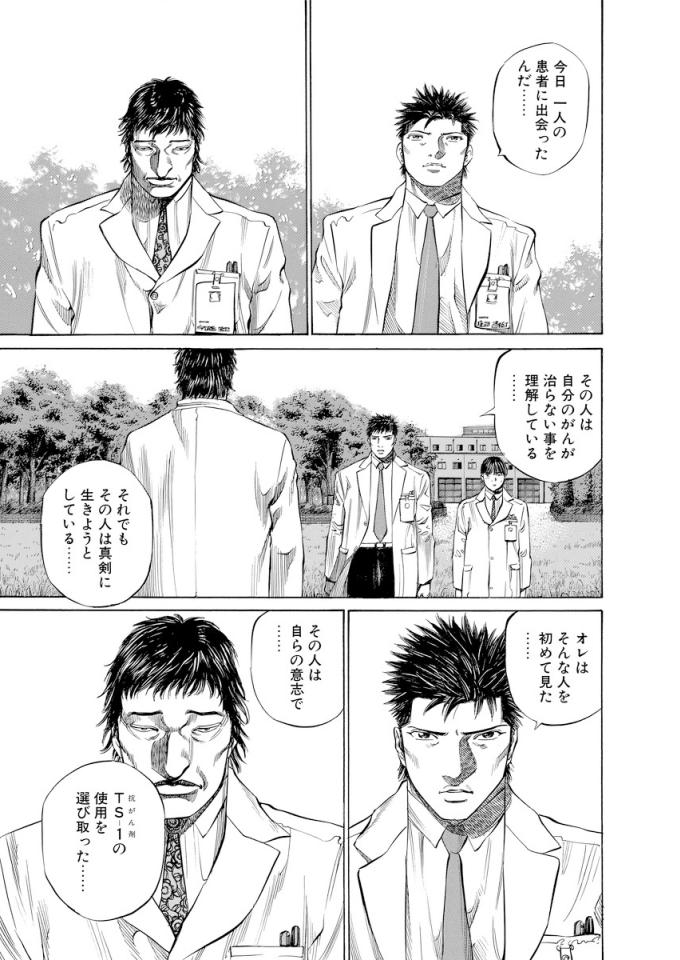 今日 一人の
患者に出会った
んだ……
その人は
自分のがんが
治らない事を
理解している
……
それでも
その人は真剣に
生きようと
している……
オレは
そんな人を
初めて見た
……
その人は
自らの意志で
……
抗がん剤
TS-1の
使用を
選び取った……